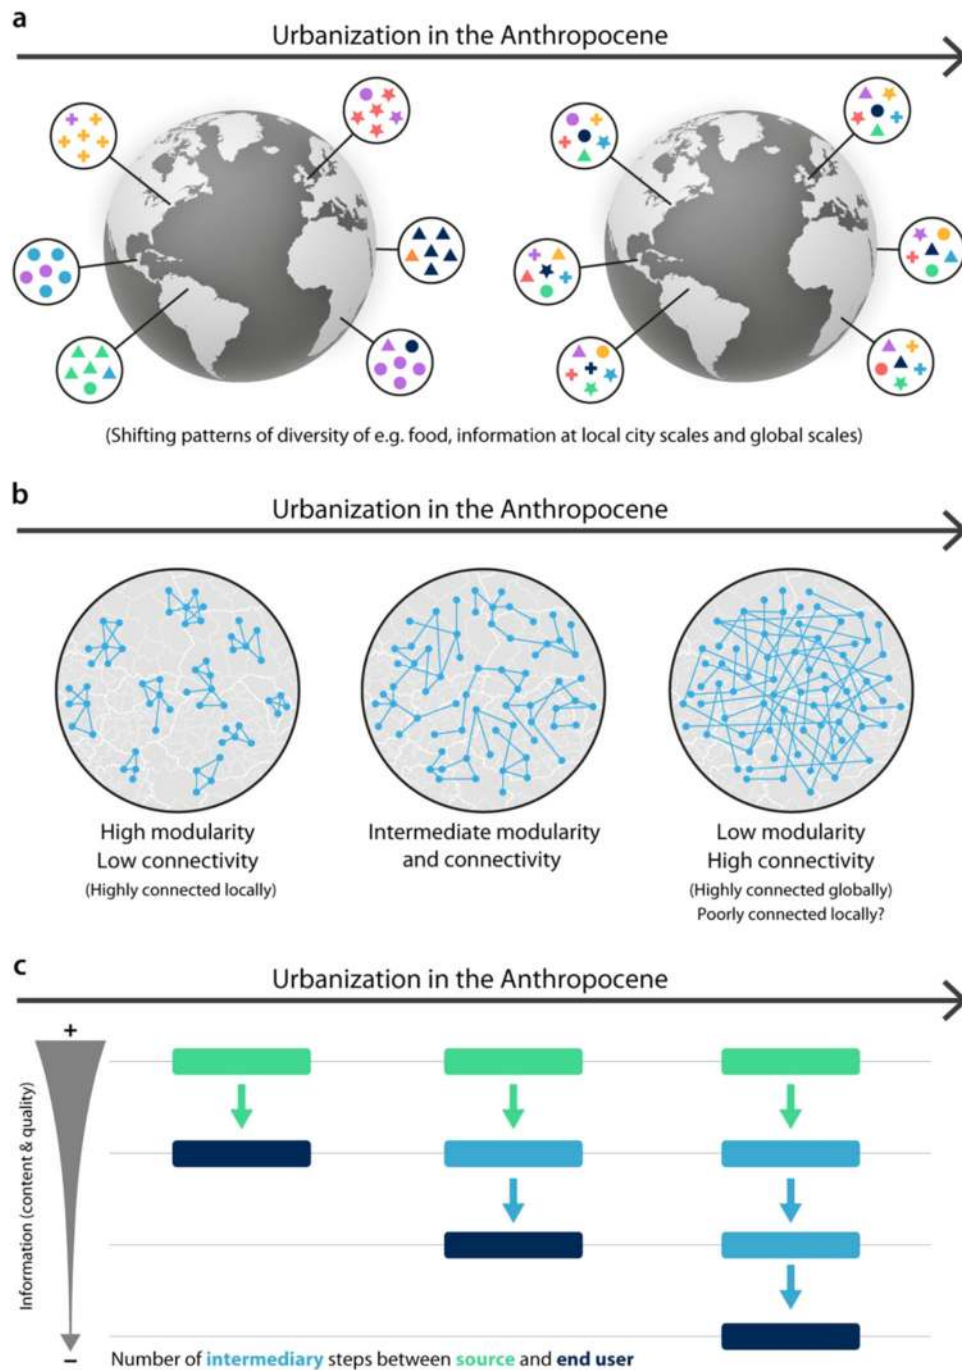 a
Urbanization in the Anthropocene
(Shifting patterns of diversity of e.g. food, information at local city scales and global scales)
b
Urbanization in the Anthropocene
High modularity
Low connectivity
(Highly connected locally)
Intermediate modularity
and connectivity
Low modularity
High connectivity
(Highly connected globally)
Poorly connected locally?
c
Urbanization in the Anthropocene
+
Information (content & quality)
−
Number of intermediary steps between source and end user